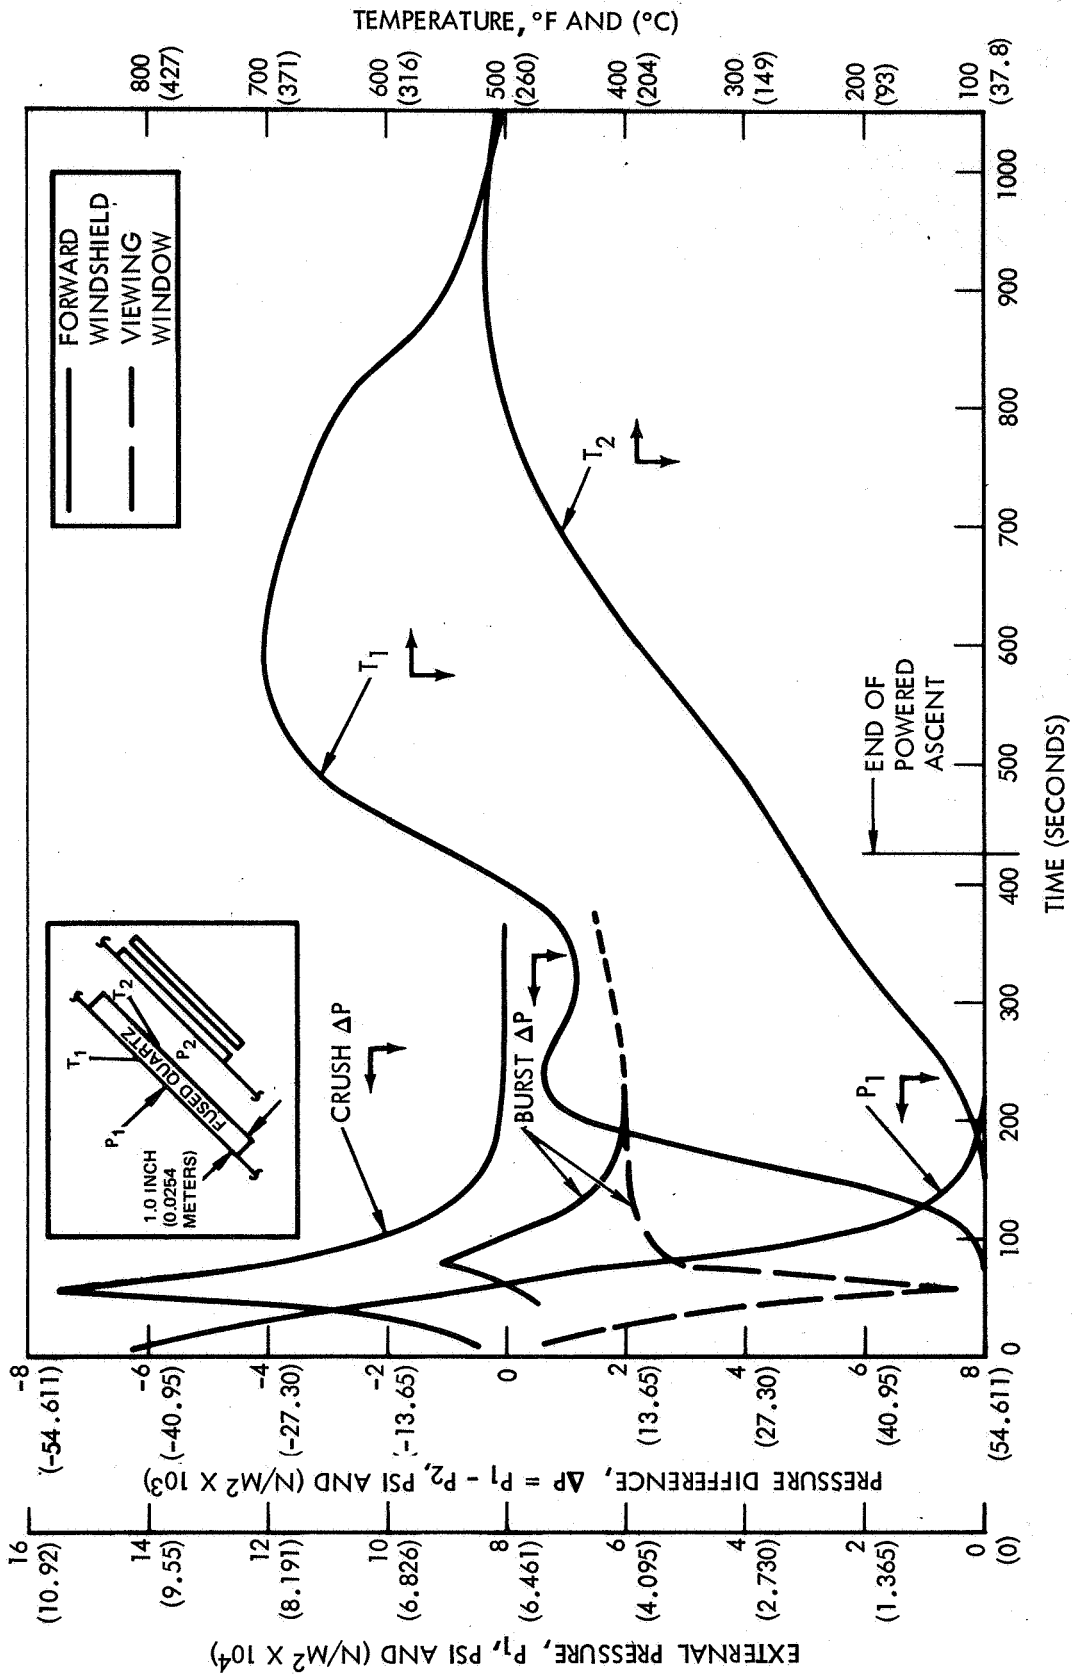 EXTERNAL PRESSURE, P1, PSI AND (N/M2 X 104)
16
(10.92)
14
(9.55)
12
(8.191)
10
(6.826)
8
(6.461)
6
(4.095)
4
(2.730)
2
(1.365)
0
(0)
PRESSURE DIFFERENCE, ΔP = P1 - P2, PSI AND (N/M2 X 103)
-8
(-54.611)
-6
(-40.95)
-4
(-27.30)
-2
(-13.65)
0
2
(13.65)
4
(27.30)
6
(40.95)
8
(54.611)
T1
T2
P1
P2
FUSED QUARTZ
1.0 INCH
(0.0254
METERS)
FORWARD
WINDSHIELD
VIEWING
WINDOW
CRUSH ΔP
BURST ΔP
P1
T1
T2
END OF
POWERED
ASCENT
0
100
200
300
400
500
600
700
800
900
1000
TIME (SECONDS)
800
(427)
700
(371)
600
(316)
500
(260)
400
(204)
300
(149)
200
(93)
100
(37.8)
TEMPERATURE, °F AND (°C)